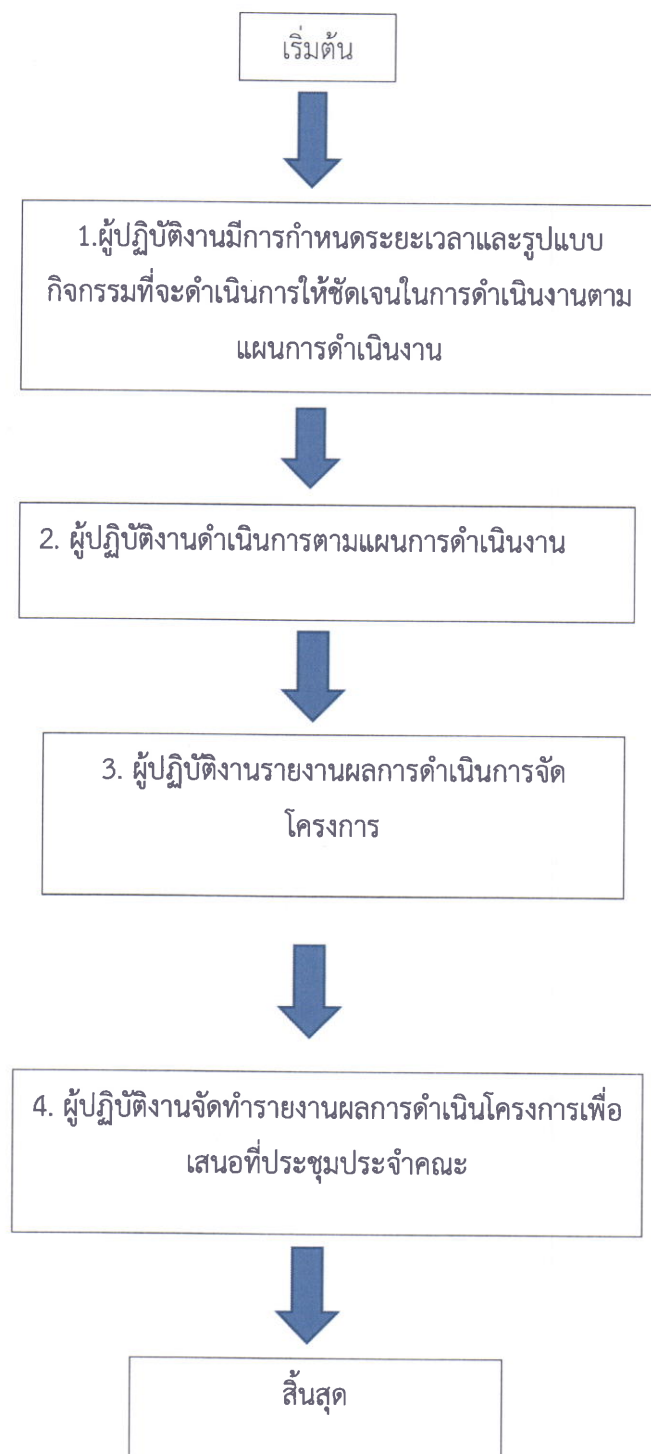 เริ่มต้น
1.ผู้ปฏิบัติงานมีการกำหนดระยะเวลาและรูปแบบ
กิจกรรมที่จะดำเนินการให้ชัดเจนในการดำเนินงานตาม
แผนการดำเนินงาน
2. ผู้ปฏิบัติงานดำเนินการตามแผนการดำเนินงาน
3. ผู้ปฏิบัติงานรายงานผลการดำเนินการจัด
โครงการ
4. ผู้ปฏิบัติงานจัดทำรายงานผลการดำเนินโครงการเพื่อ
เสนอที่ประชุมประจำคณะ
สิ้นสุด